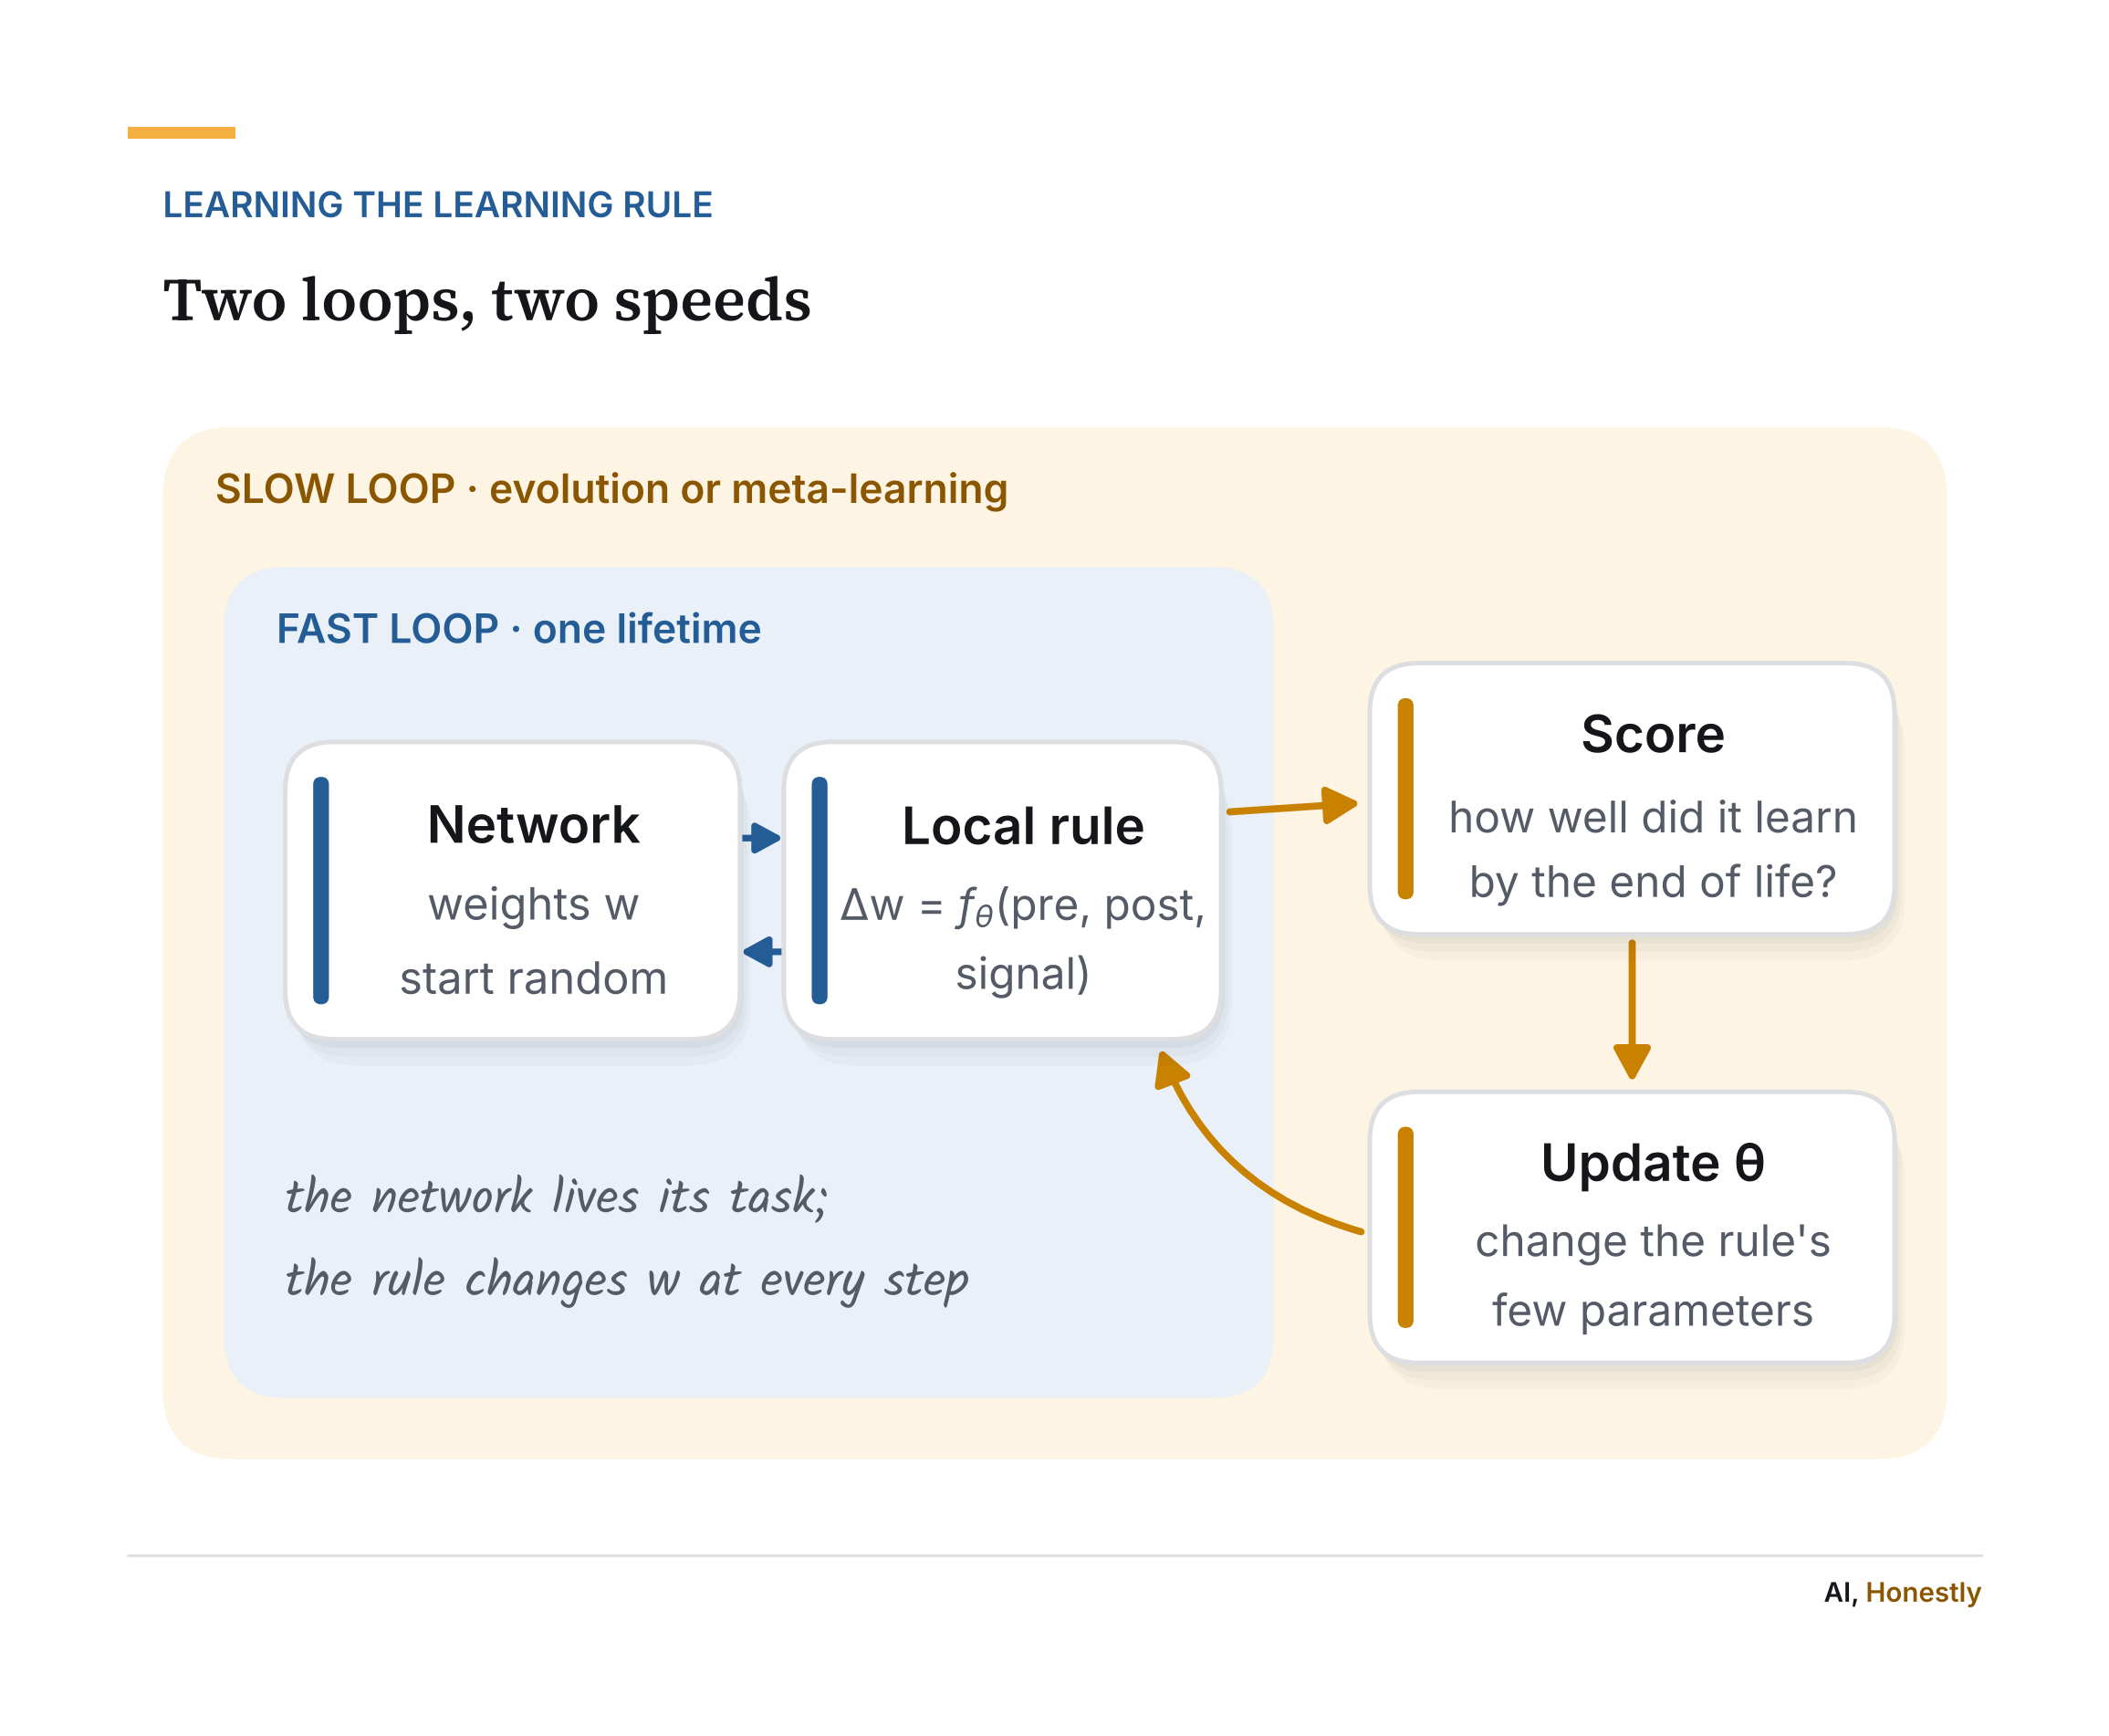 LEARNING THE LEARNING RULE
Two loops, two speeds
SLOW LOOP · evolution or meta-learning
FAST LOOP · one lifetime
Network
weights w
start random
Local rule
Δw = fθ(pre, post,
signal)
the network lives its task;
the rule changes w at every step
Score
how well did it learn
by the end of life?
Update θ
change the rule's
few parameters
AI, Honestly